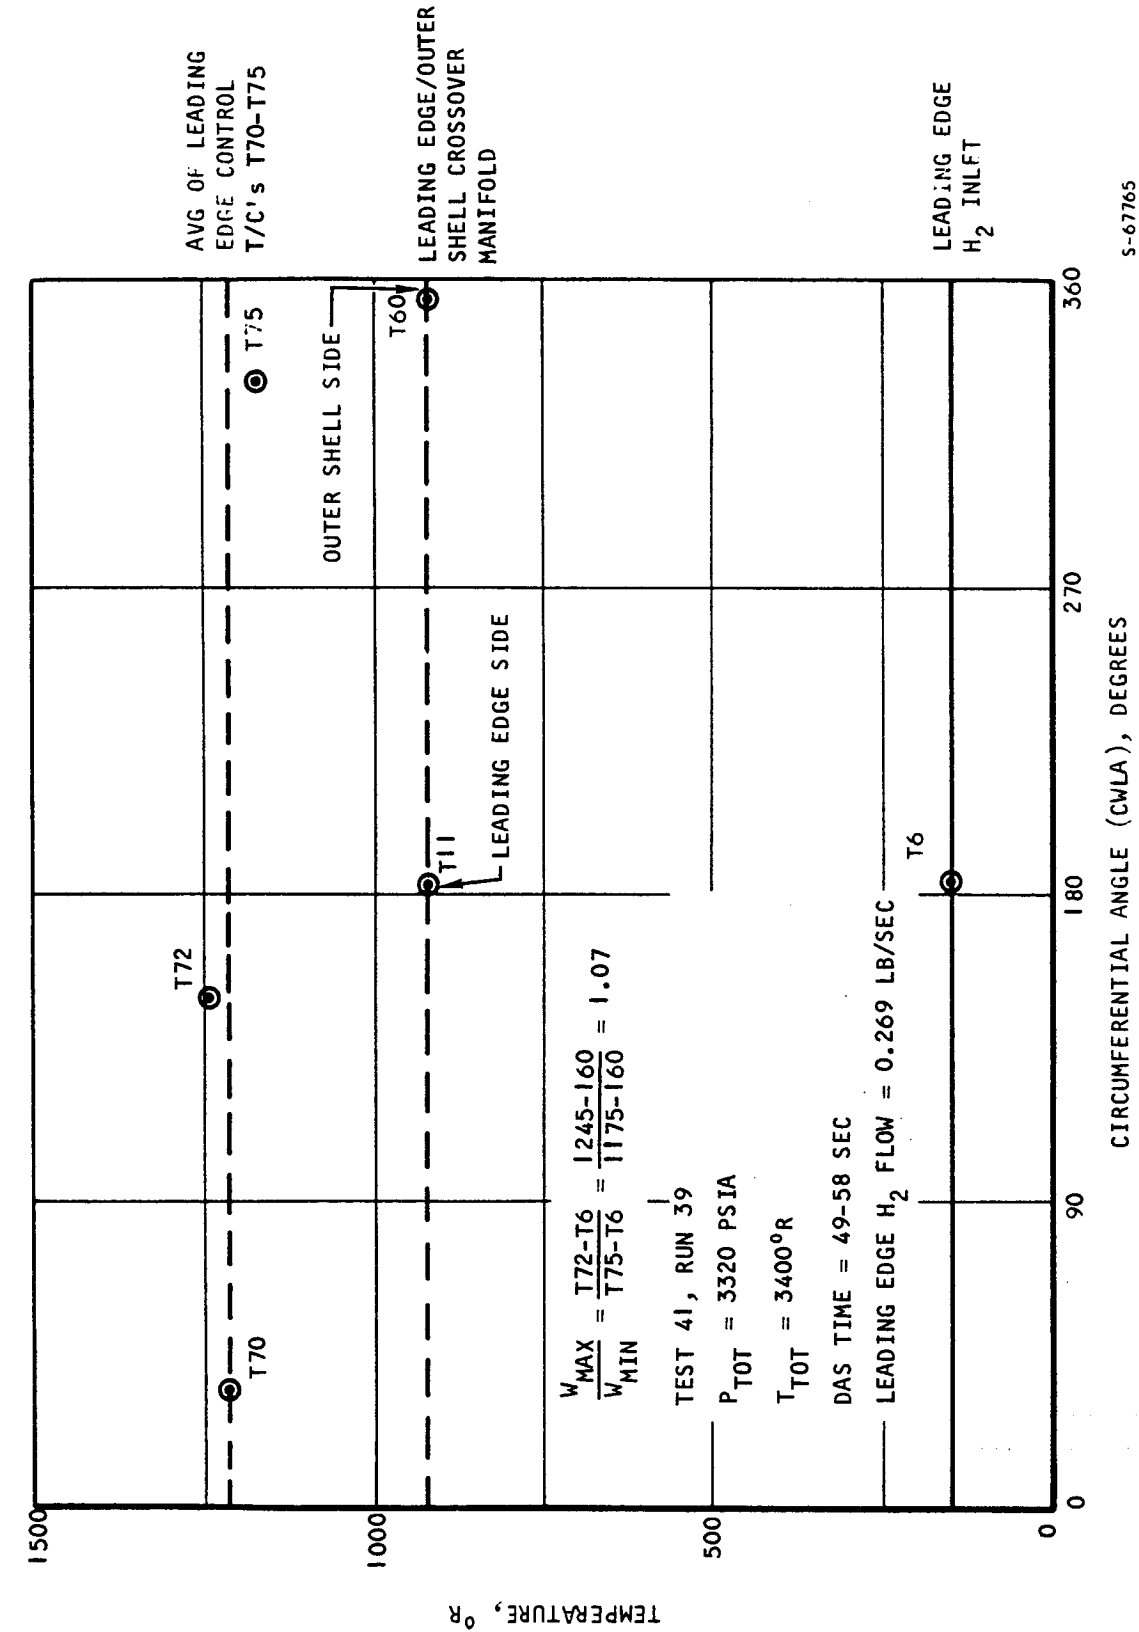 AVG OF LEADING
EDGE CONTROL
T/C's T70-T75
LEADING EDGE/OUTER
SHELL CROSSOVER
MANIFOLD
LEADING EDGE
H2 INLET
S-67765
1500
1000
500
0
TEMPERATURE, °R
T70
T72
T75
OUTER SHELL SIDE
T60
T11
LEADING EDGE SIDE
T6
WMAX/WMIN = T72-T6/T75-T6 = 1245-160/1175-160 = 1.07
TEST 41, RUN 39
PTOT = 3320 PSIA
TTOT = 3400°R
DAS TIME = 49-58 SEC
LEADING EDGE H2 FLOW = 0.269 LB/SEC
0
90
180
270
360
CIRCUMFERENTIAL ANGLE (CWLA), DEGREES